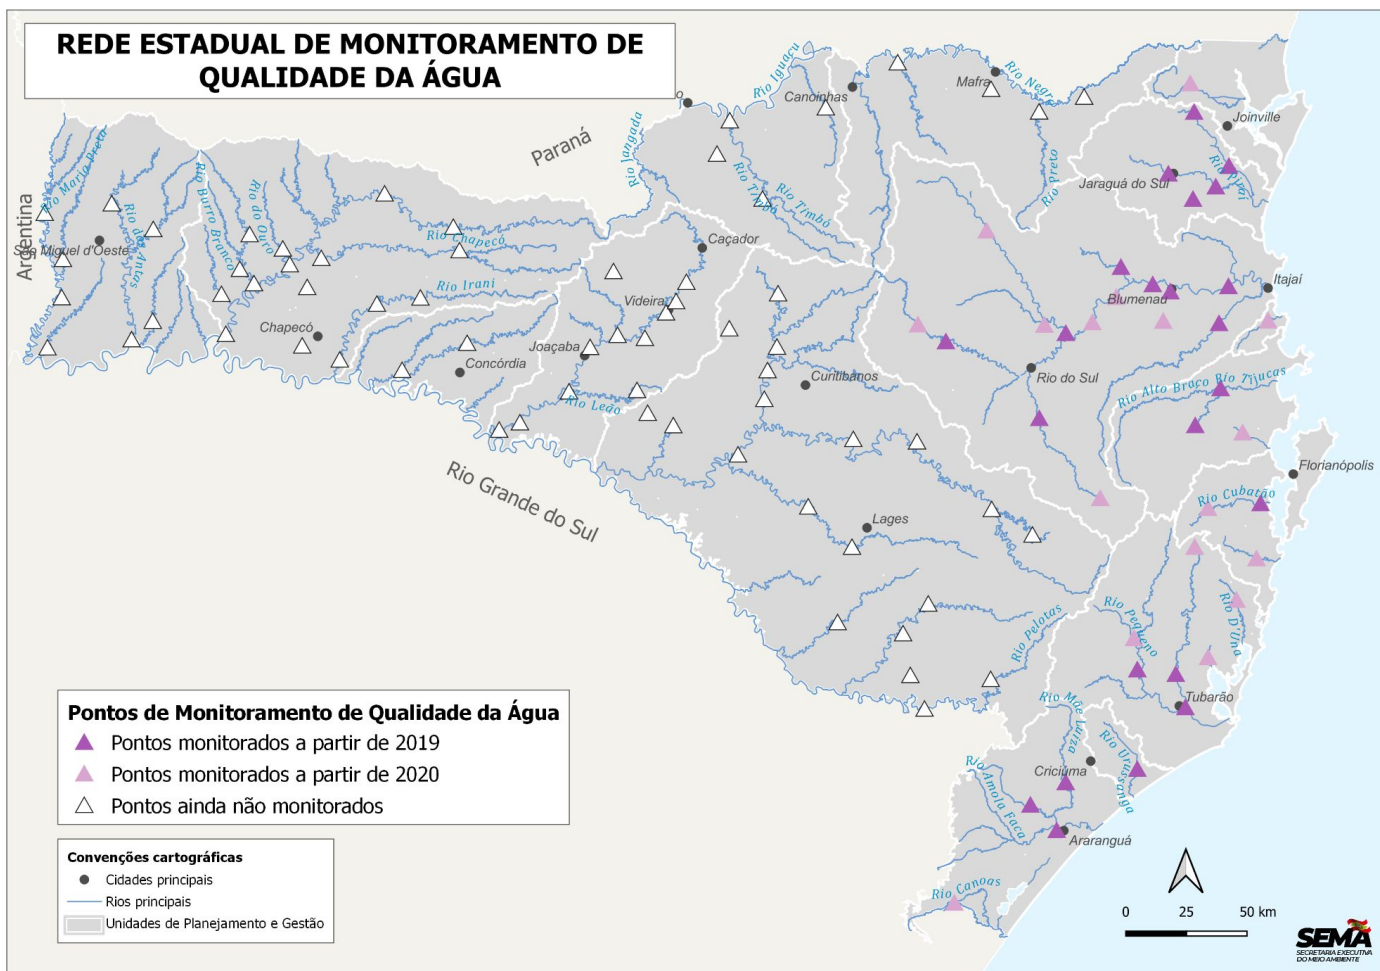 REDE ESTADUAL DE MONITORAMENTO DE
QUALIDADE DA ÁGUA
Rio Iguaçu
Canoinhas
Mafra
Rio Negro
Joinville
Paraná
Rio Jangada
Rio Maria Preta
Argentina
São Miguel d'Oeste
Rio das Antas
Rio Burro Branco
Rio do Ouro
Rio Chapecó
Rio Irani
Chapecó
Concórdia
Caçador
Videira
Joaçaba
Rio Leão
Rio Timbó
Rio Preto
Jaraguá do Sul
Rio Piraí
Blumenau
Itajaí
Rio do Sul
Curitibanos
Rio Alto Braço Rio Tijucas
Florianópolis
Rio Cubatão
Rio Grande do Sul
Lages
Rio Pelotas
Rio pequeno
Rio D'Una
Tubarão
Rio Mãe Luzia
Criciúma
Rio Urussanga
Rio Amola Faca
Araranguá
Rio Canoas
Pontos de Monitoramento de Qualidade da Água
Pontos monitorados a partir de 2019
Pontos monitorados a partir de 2020
Pontos ainda não monitorados
Convenções cartográficas
Cidades principais
Rios principais
Unidades de Planejamento e Gestão
0 25 50 km
SEMA
SECRETARIA EXECUTIVA
DO MEIO AMBIENTE